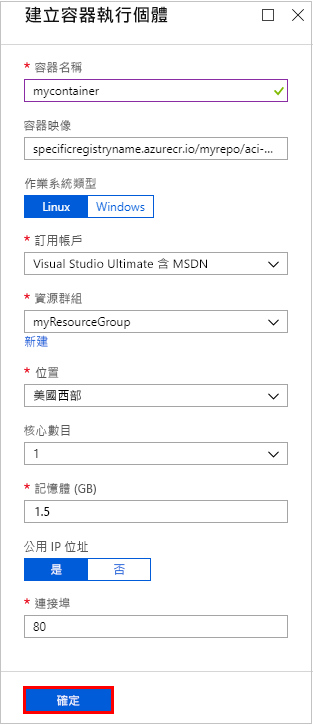 建立容器執行個體
* 容器名稱
mycontainer
容器映像
specificregistryname.azurecr.io/myrepo/aci-...
作業系統類型
Linux Windows
* 訂用帳戶
Visual Studio Ultimate 含 MSDN
* 資源群組
myResourceGroup
新建
* 位置
美國西部
核心數目
1
* 記憶體 (GB)
1.5
公用 IP 位址
是 否
* 連接埠
80
確定